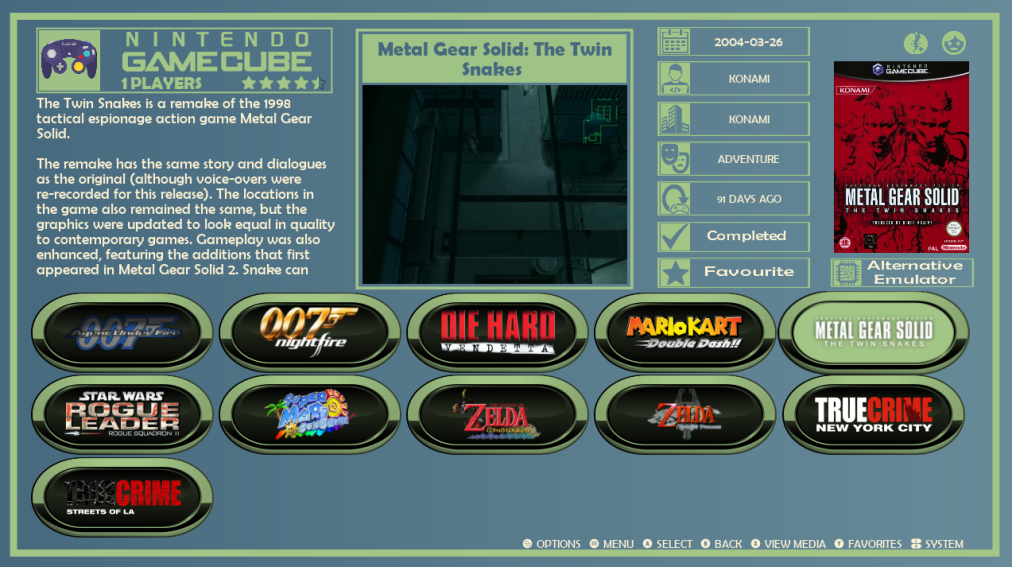 NINTENDO
GAMECUBE
1 PLAYERS
The Twin Snakes is a remake of the 1998
tactical espionage action game Metal Gear
Solid.
The remake has the same story and dialogues
as the original (although voice-overs were
re-recorded for this release). The locations in
the game also remained the same, but the
graphics were updated to look equal in quality
to contemporary games. Gameplay was also
enhanced, featuring the additions that first
appeared in Metal Gear Solid 2. Snake can
Metal Gear Solid: The Twin
Snakes
2004-03-26
KONAMI
KONAMI
ADVENTURE
91 DAYS AGO
Completed
Favourite
NINTENDO
GAMECUBE
KONAMI
METAL GEAR SOLID
THE TWIN SNAKES
PAL
Nintendo
Alternative
Emulator
007
Agent Under Fire
007
nightfire
DIE HARD
VENDETTA
MARIO KART
Double Dash!!
METAL GEAR SOLID
THE TWIN SNAKES
STAR WARS
ROGUE
LEADER
ROGUE SQUADRON II
SUPER
MARIO
SUNSHINE
ZELDA
ZELDA
Twilight Princess
TRUE CRIME
NEW YORK CITY
TRUE CRIME
STREETS OF LA
OPTIONS MENU A SELECT B BACK X VIEW MEDIA Y FAVORITES SYSTEM